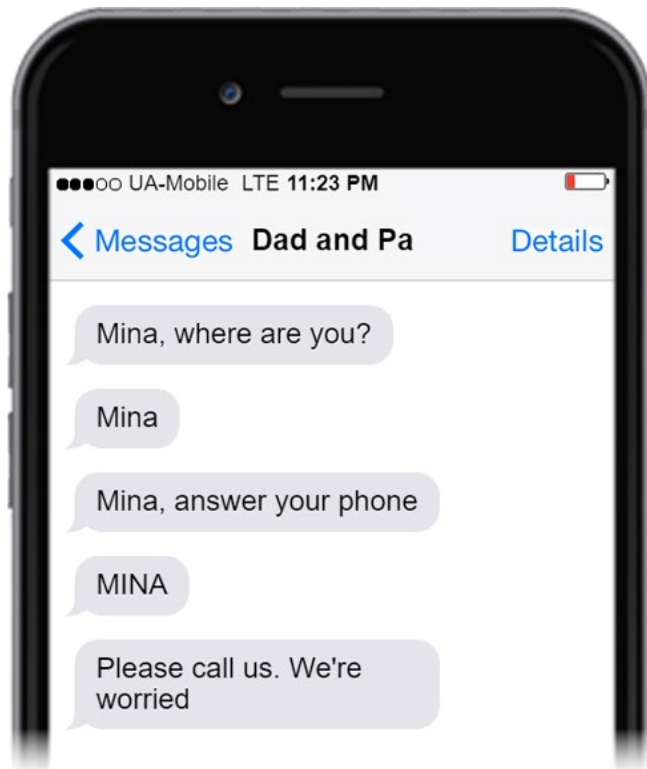 UA-Mobile LTE 11:23 PM
Messages Dad and Pa Details
Mina, where are you?
Mina
Mina, answer your phone
MINA
Please call us. We're
worried